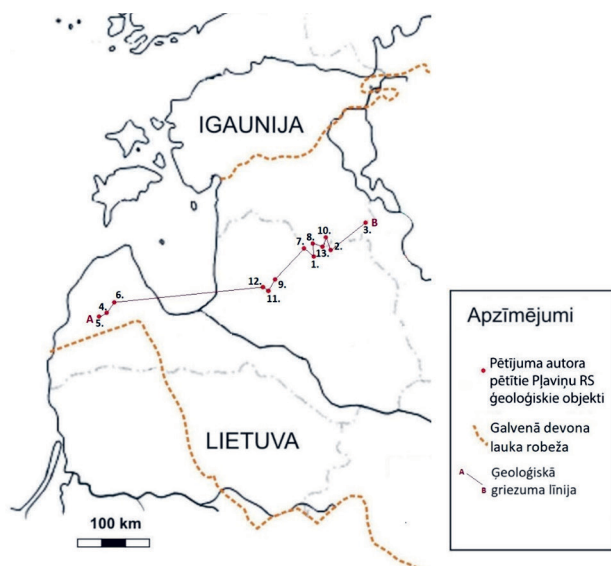 IGAUNIJA
10.
8.
B
7.
3.
13.
2.
1.
12.
9.
6.
11.
4.
A
5.
LIETUVA
100 km
Apzīmējumi
Pētījuma autora
pētītie Pļaviņu RS
ģeoloģiskie objekti
Galvenā devona
lauka robeža
A
Ģeoloģiskā
griezuma līnija
B